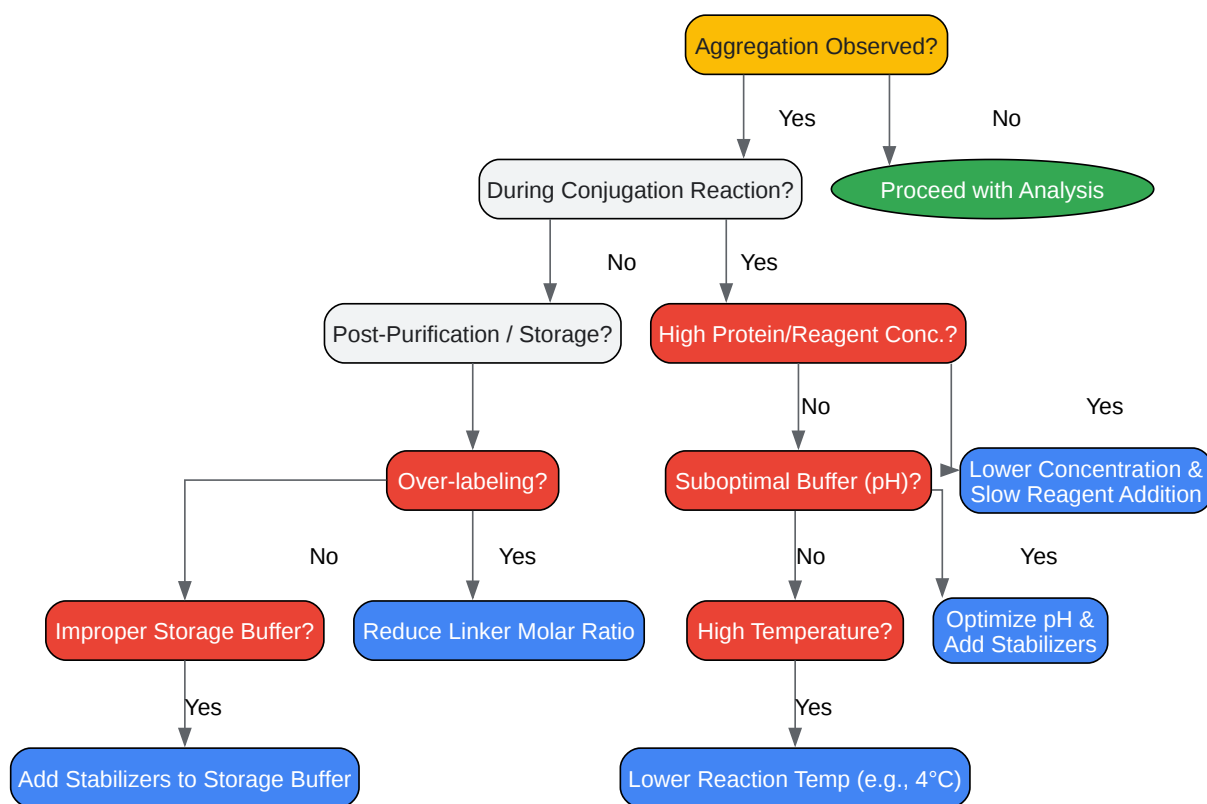 Aggregation Observed?
Yes
No
During Conjugation Reaction?
Proceed with Analysis
No
Yes
Post-Purification / Storage?
High Protein/Reagent Conc.?
No
Yes
Over-labeling?
Suboptimal Buffer (pH)?
Lower Concentration &
Slow Reagent Addition
No
Yes
No
Yes
Improper Storage Buffer?
Reduce Linker Molar Ratio
High Temperature?
Optimize pH &
Add Stabilizers
Yes
Yes
Add Stabilizers to Storage Buffer
Lower Reaction Temp (e.g., 4°C)